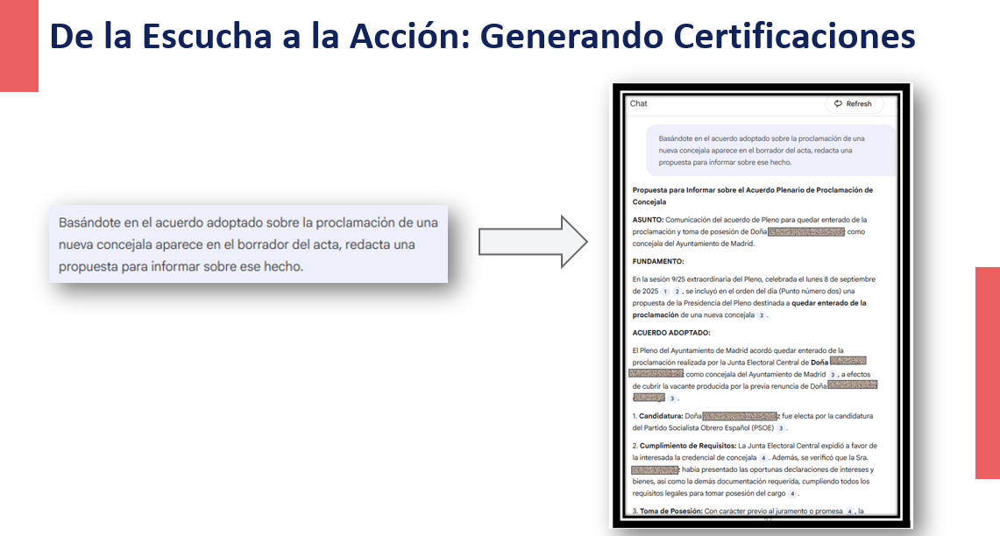 De la Escucha a la Acción: Generando Certificaciones
Basándote en el acuerdo adoptado sobre la proclamación de una
nueva concejala aparece en el borrador del acta, redacta una
propuesta para informar sobre ese hecho.
Chat
Refresh
Basándote en el acuerdo adoptado sobre la proclamación de una
nueva concejala aparece en el borrador del acta, redacta una
propuesta para informar sobre ese hecho.
Propuesta para Informar sobre el Acuerdo Plenario de Proclamación de
Concejala
ASUNTO: Comunicación del acuerdo de Pleno para quedar enterado de la
proclamación y toma de posesión de Doña como
concejala del Ayuntamiento de Madrid.
FUNDAMENTO:
En la sesión 9/25 extraordinaria del Pleno, celebrada el lunes 8 de septiembre
de 2025 1 2 , se incluyó en el orden del día (Punto número dos) una
propuesta de la Presidencia del Pleno destinada a quedar enterado de la
proclamación de una nueva concejala 3 .
ACUERDO ADOPTADO:
El Pleno del Ayuntamiento de Madrid acordó quedar enterado de la
proclamación realizada por la Junta Electoral Central de Doña
como concejala del Ayuntamiento de Madrid 3 , a efectos
de cubrir la vacante producida por la previa renuncia de Doña
3 .
1. Candidatura: Doña z fue electa por la candidatura
del Partido Socialista Obrero Español (PSOE) 3 .
2. Cumplimiento de Requisitos: La Junta Electoral Central expidió a favor de
la interesada la credencial de concejala 4 . Además, se verificó que la Sra.
había presentado las oportunas declaraciones de intereses y
bienes, así como la demás documentación requerida, cumpliendo todos los
requisitos legales para tomar posesión del cargo 4 .
3. Toma de Posesión: Con carácter previo al juramento o promesa 4 , la